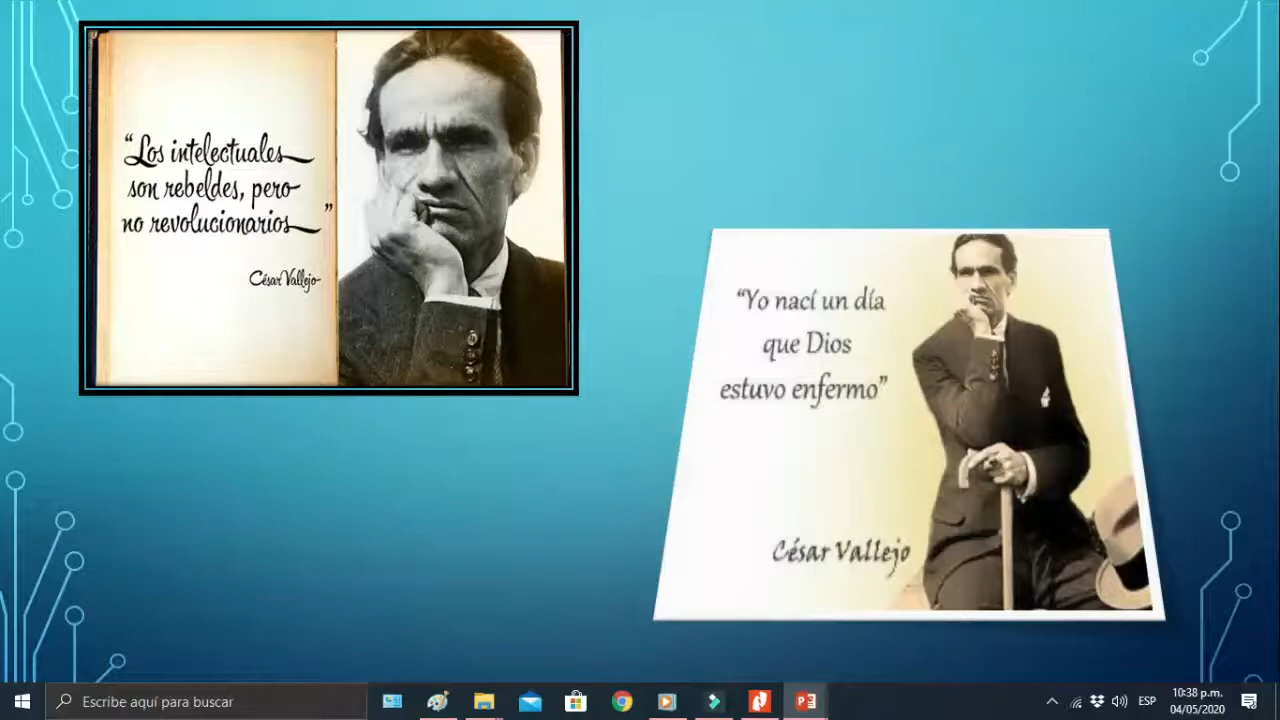 “Los intelectuales
son rebeldes, pero
no revolucionarios”
César Vallejo
“Yo nací un día
que Dios
estuvo enfermo”
César Vallejo
Escribe aquí para buscar
ESP
10:38 p.m.
04/05/2020